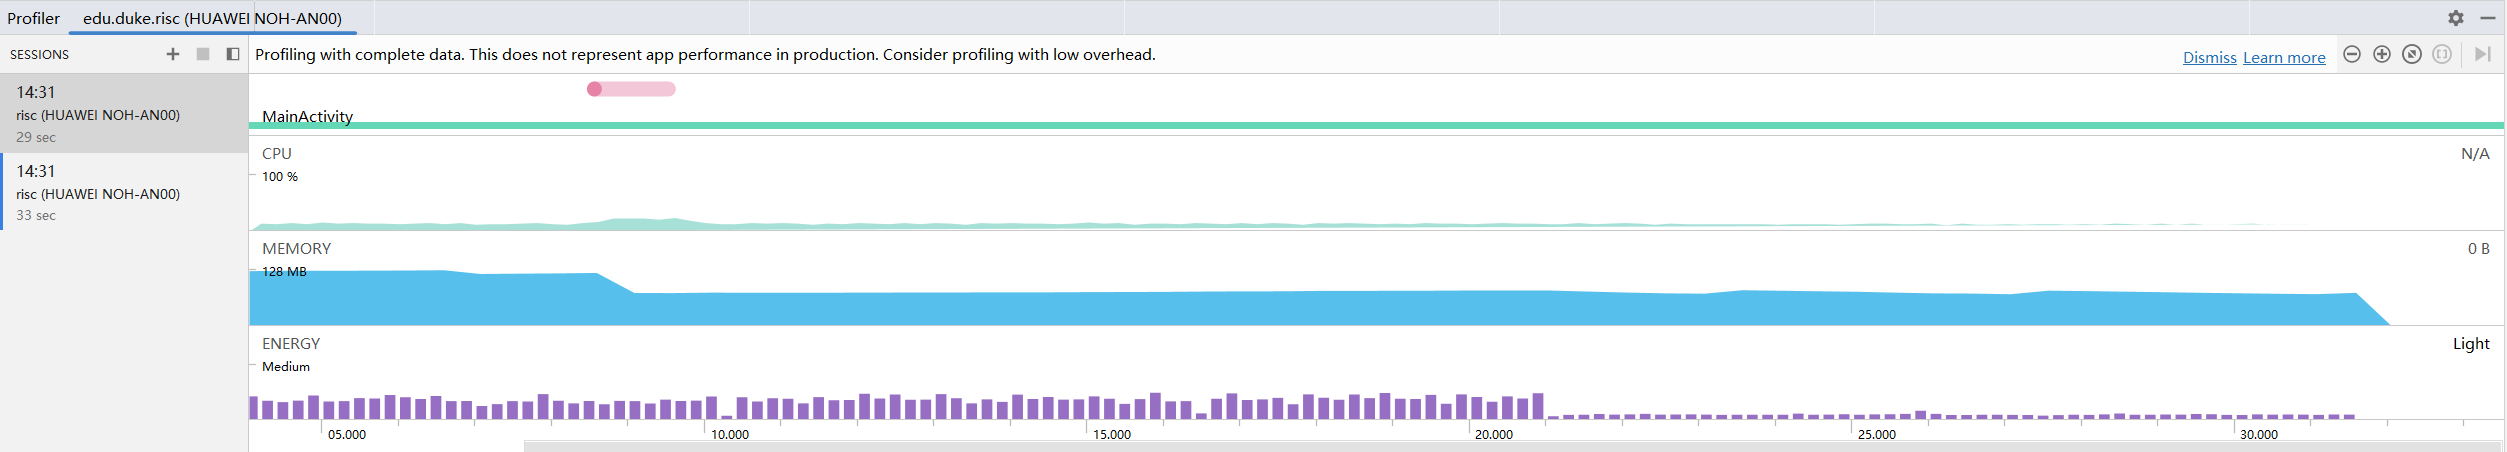 Profiler edu.duke.risc (HUAWEI NOH-AN00)
SESSIONS
Profiling with complete data. This does not represent app performance in production. Consider profiling with low overhead.
Dismiss Learn more
14:31
risc (HUAWEI NOH-AN00)
29 sec
14:31
risc (HUAWEI NOH-AN00)
33 sec
MainActivity
CPU N/A
100 %
MEMORY 0 B
128 MB
ENERGY Light
Medium
05.000 10.000 15.000 20.000 25.000 30.000